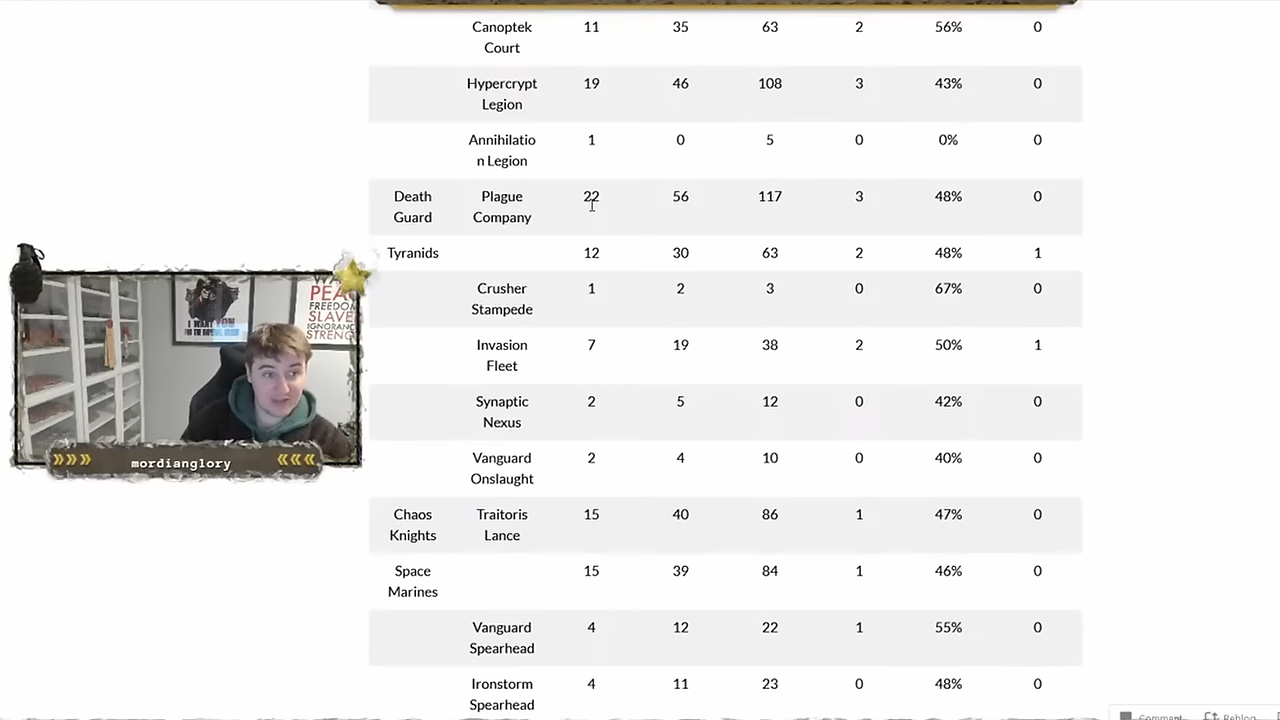 Canoptek 11 35 63 2 56% 0
Court
Hypercrypt 19 46 108 3 43% 0
Legion
Annihilatio 1 0 5 0 0% 0
n Legion
Death Plague 22 56 117 3 48% 0
Guard Company
Tyranids 12 30 63 2 48% 1
Crusher 1 2 3 0 67% 0
Stampede
Invasion 7 19 38 2 50% 1
Fleet
Synaptic 2 5 12 0 42% 0
Nexus
Vanguard 2 4 10 0 40% 0
Onslaught
Chaos Traitoris 15 40 86 1 47% 0
Knights Lance
Space 15 39 84 1 46% 0
Marines
Vanguard 4 12 22 1 55% 0
Spearhead
Ironstorm 4 11 23 0 48% 0
Spearhead
I WANT YOU
mordianglory
Comment Reblog